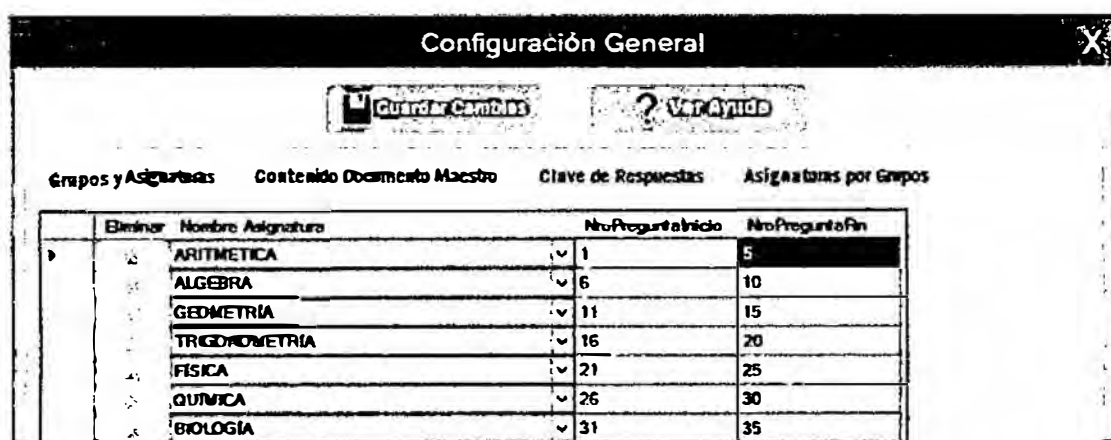 Configuración General X
Guardar Cambios ? Ver Ayuda
Grupos y Asignaturas Contenido Documento Maestro Clave de Respuestas Asignaturas por Grupos
Eliminar Nombre Asignatura NroPreguntaInicio NroPreguntaFin
ARITMETICA 1 5
ALGEBRA 6 10
GEOMETRÍA 11 15
TRIGONOMETRÍA 16 20
FÍSICA 21 25
QUIMICA 26 30
BIOLOGÍA 31 35